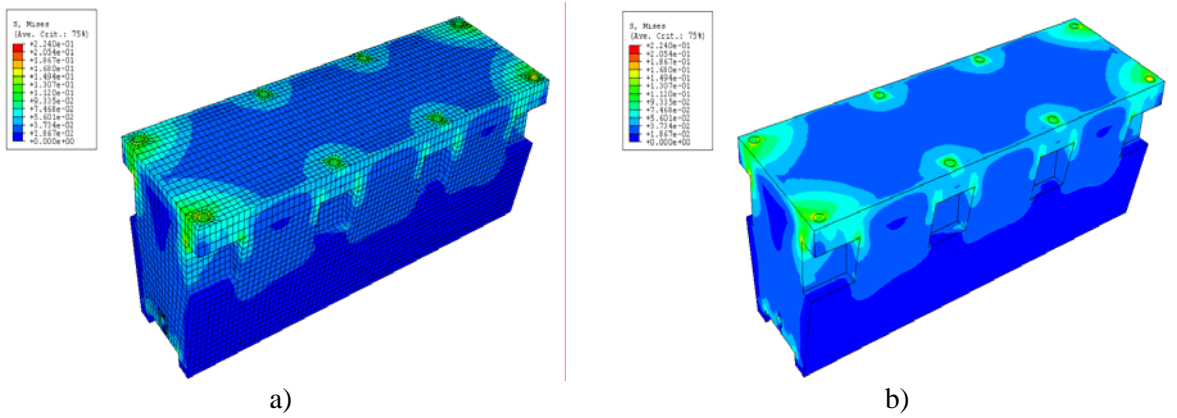 S, Mises
(Ave. Crit.: 75%)
+2.240e-01
+2.054e-01
+1.867e-01
+1.680e-01
+1.494e-01
+1.307e-01
+1.120e-01
+9.335e-02
+7.468e-02
+5.601e-02
+3.734e-02
+1.867e-02
+0.000e+00
a)
S, Mises
(Ave. Crit.: 75%)
+2.240e-01
+2.054e-01
+1.867e-01
+1.680e-01
+1.494e-01
+1.307e-01
+1.120e-01
+9.335e-02
+7.468e-02
+5.601e-02
+3.734e-02
+1.867e-02
+0.000e+00
b)